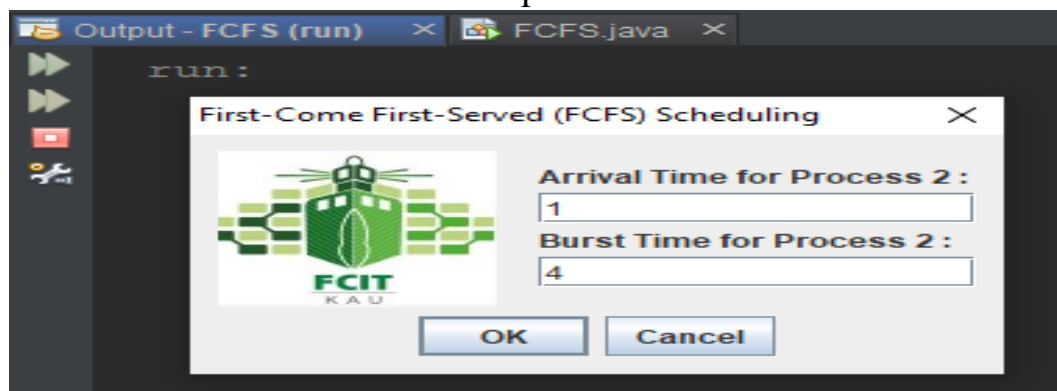 Output - FCFS (run) × FCFS.java ×
run:
First-Come First-Served (FCFS) Scheduling ×
Arrival Time for Process 2 :
1
Burst Time for Process 2 :
4
FCIT
KAU
OK Cancel